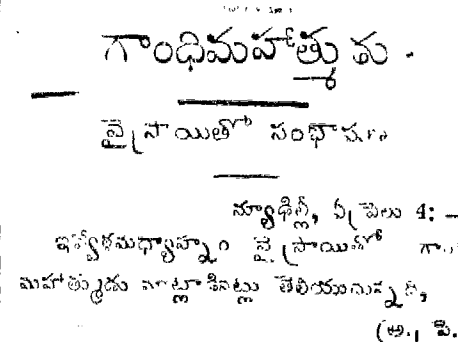 గాంధిమహాత్ముడు
వై స్రాయితో సంభాషణ
న్యూఢిల్లీ, ఏప్రిలు 4: _
ఇవ్వేళమధ్యాహ్నం వై స్రాయితో
మహాత్ముడు మాట్లాడినట్లు తెలియుచున్నది,
(అ. పి.